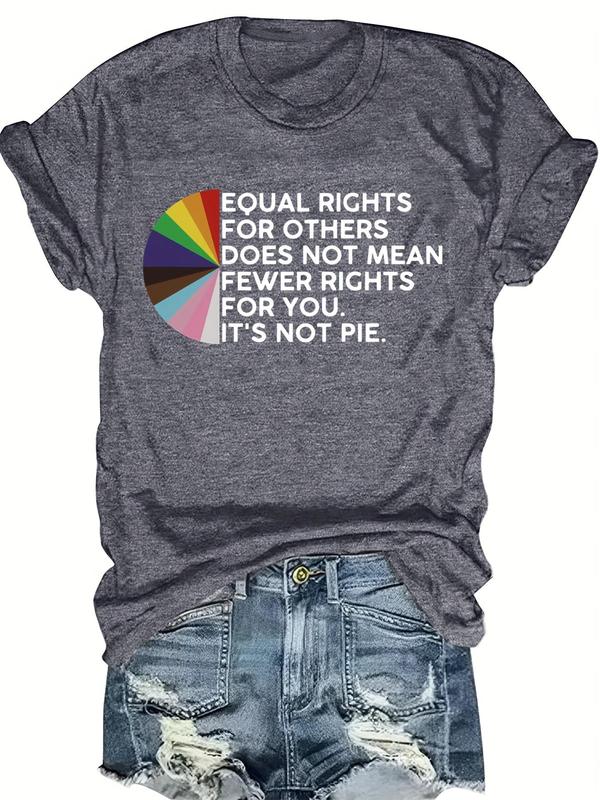 EQUAL RIGHTS
FOR OTHERS
DOES NOT MEAN
FEWER RIGHTS
FOR YOU.
IT'S NOT PIE.